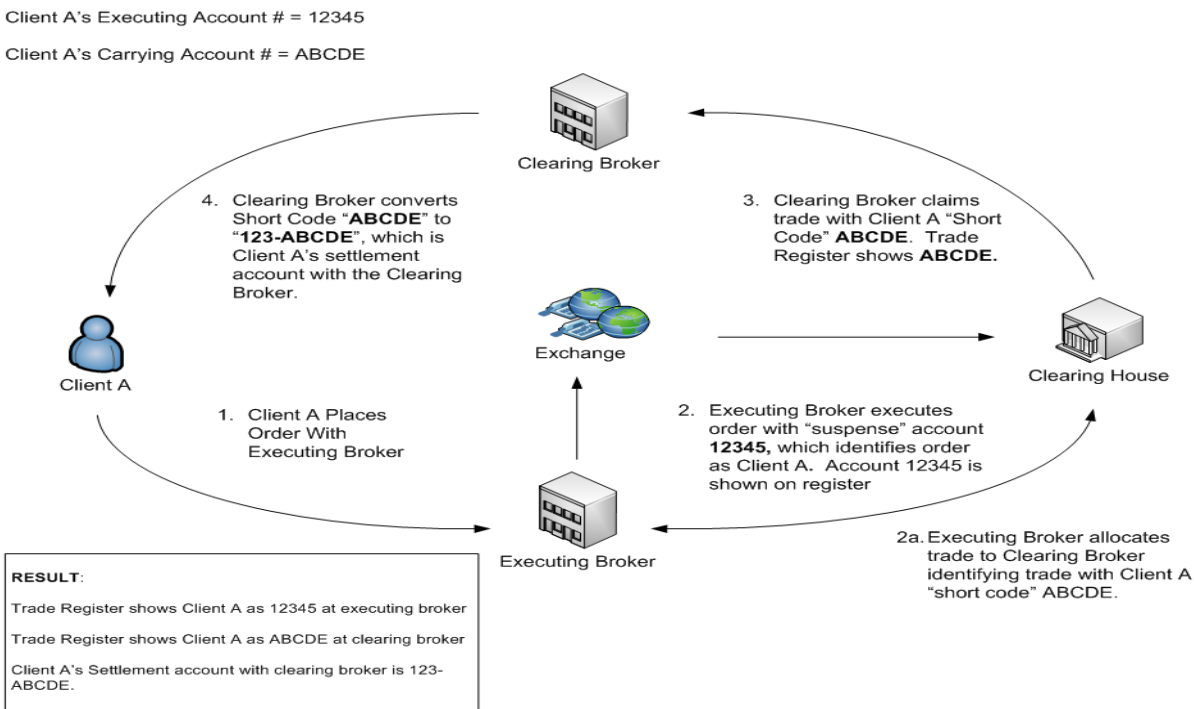 Client A's Executing Account # = 12345
Client A's Carrying Account # = ABCDE
Clearing Broker
4. Clearing Broker converts
Short Code “ABCDE” to
“123-ABCDE”, which is
Client A’s settlement
account with the Clearing
Broker.
3. Clearing Broker claims
trade with Client A “Short
Code” ABCDE. Trade
Register shows ABCDE.
Exchange
Client A
Clearing House
1. Client A Places
Order With
Executing Broker
2. Executing Broker executes
order with “suspense” account
12345, which identifies order
as Client A. Account 12345 is
shown on register
Executing Broker
2a. Executing Broker allocates
trade to Clearing Broker
identifying trade with Client A
“short code” ABCDE.
RESULT:
Trade Register shows Client A as 12345 at executing broker
Trade Register shows Client A as ABCDE at clearing broker
Client A's Settlement account with clearing broker is 123-
ABCDE.